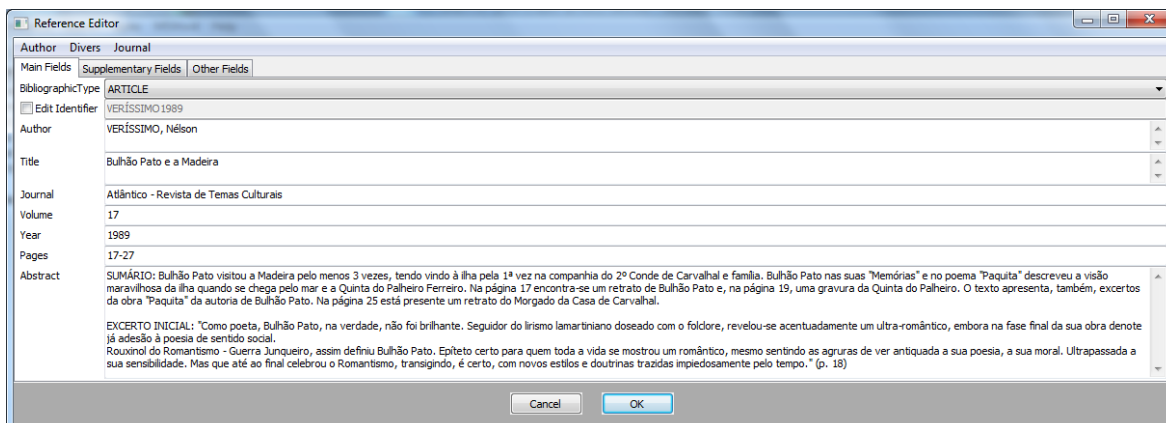 Reference Editor
Author Divers Journal
Main Fields Supplementary Fields Other Fields
BibliographicType ARTICLE
Edit Identifier VERÍSSIMO1989
Author VERÍSSIMO, Nélson
Title Bulhão Pato e a Madeira
Journal Atlântico - Revista de Temas Culturais
Volume 17
Year 1989
Pages 17-27
Abstract SUMÁRIO: Bulhão Pato visitou a Madeira pelo menos 3 vezes, tendo vindo à ilha pela 1ª vez na companhia do 2º Conde de Carvalhal e família. Bulhão Pato nas suas "Memórias" e no poema "Paquita" descreveu a visão
maravilhosa da ilha quando se chega pelo mar e a Quinta do Palheiro Ferreiro. Na página 17 encontra-se um retrato de Bulhão Pato e, na página 19, uma gravura da Quinta do Palheiro. O texto apresenta, também, excertos
da obra "Paquita" da autoria de Bulhão Pato. Na página 25 está presente um retrato do Morgado da Casa de Carvalhal.
EXCERTO INICIAL: "Como poeta, Bulhão Pato, na verdade, não foi brilhante. Seguidor do lirismo lamartiniano doseado com o folclore, revelou-se acentuadamente um ultra-romântico, embora na fase final da sua obra denote
já adesão à poesia de sentido social.
Rouxinol do Romantismo - Guerra Junqueiro, assim definiu Bulhão Pato. Epíteto certo para quem toda a vida se mostrou um romântico, mesmo sentindo as agruras de ver antiquada a sua poesia, a sua moral. Ultrapassada a
sua sensibilidade. Mas que até ao final celebrou o Romantismo, transigindo, é certo, com novos estilos e doutrinas trazidas impiedosamente pelo tempo." (p. 18)
Cancel OK